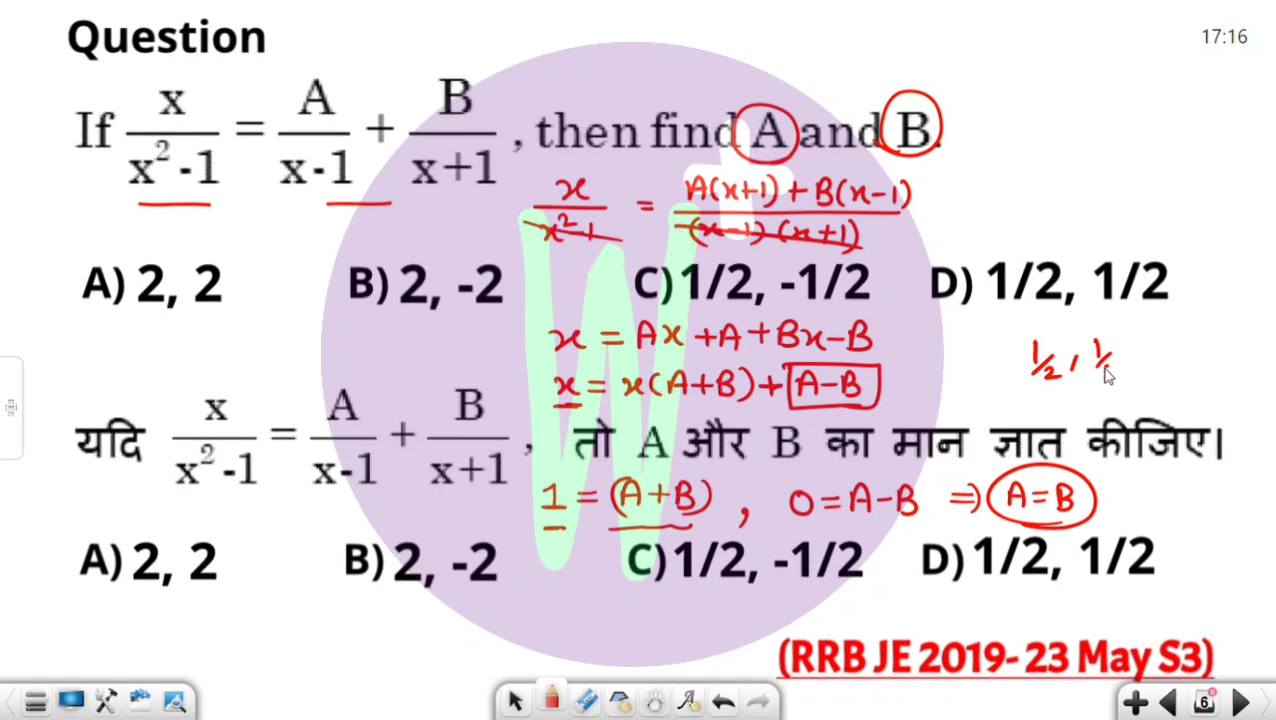 Question
17:16
If x/(x² -1) = A/(x-1) + B/(x+1) , then find A and B.
x/(x²-1) = (A(x+1) + B(x-1))/((x-1)(x+1))
A) 2, 2 B) 2, -2 C) 1/2, -1/2 D) 1/2, 1/2
x = Ax + A + Bx - B
1/2, 1/
x = x(A+B) + A-B
यदि x/(x² -1) = A/(x-1) + B/(x+1) , तो A और B का मान ज्ञात कीजिए।
1 = (A+B) , 0 = A-B ⇒ A=B
A) 2, 2 B) 2, -2 C) 1/2, -1/2 D) 1/2, 1/2
(RRB JE 2019- 23 May S3)
6